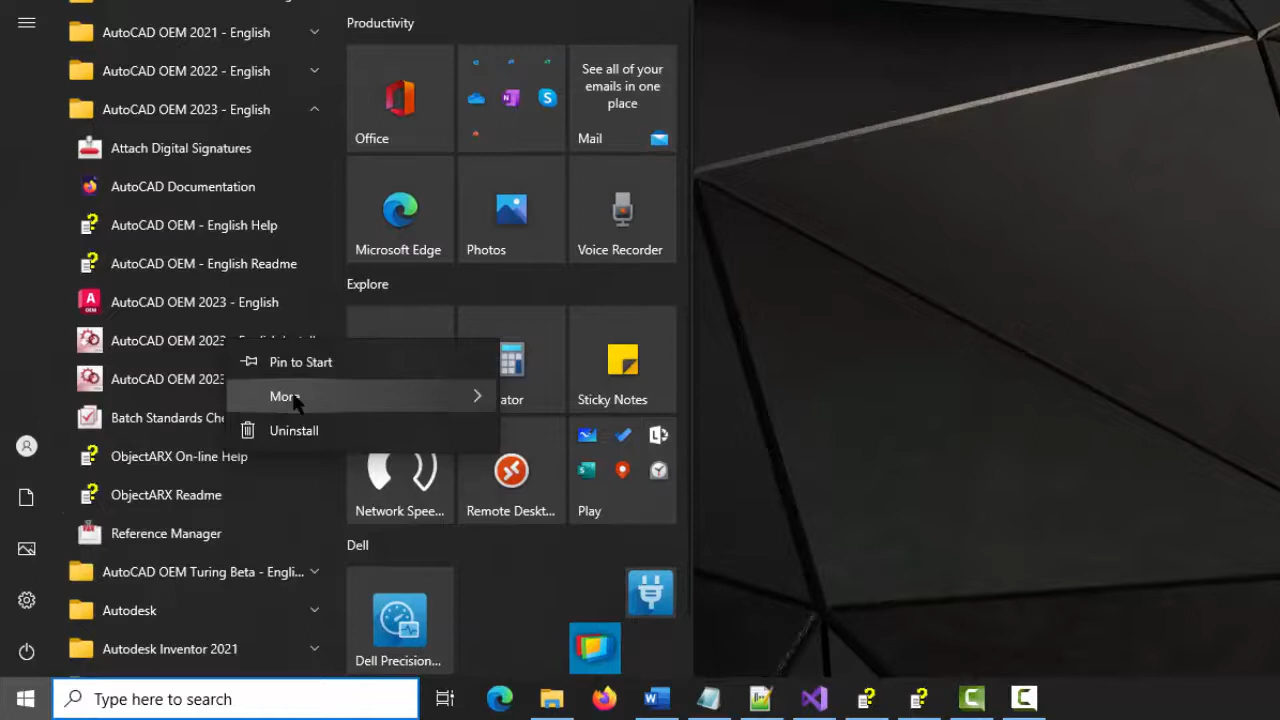 AutoCAD OEM 2021 - English
AutoCAD OEM 2022 - English
AutoCAD OEM 2023 - English
Attach Digital Signatures
AutoCAD Documentation
AutoCAD OEM - English Help
AutoCAD OEM - English Readme
AutoCAD OEM 2023 - English
AutoCAD OEM 2023
AutoCAD OEM 2023
Batch Standards Che
ObjectARX On-line Help
ObjectARX Readme
Reference Manager
AutoCAD OEM Turing Beta - Engli...
Autodesk
Autodesk Inventor 2021
Pin to Start
More
Uninstall
Productivity
Office
See all of your
emails in one
place
Mail
Microsoft Edge
Photos
Voice Recorder
Explore
ator
Sticky Notes
Network Spee...
Remote Deskt...
Play
Dell
Dell Precision...
Type here to search